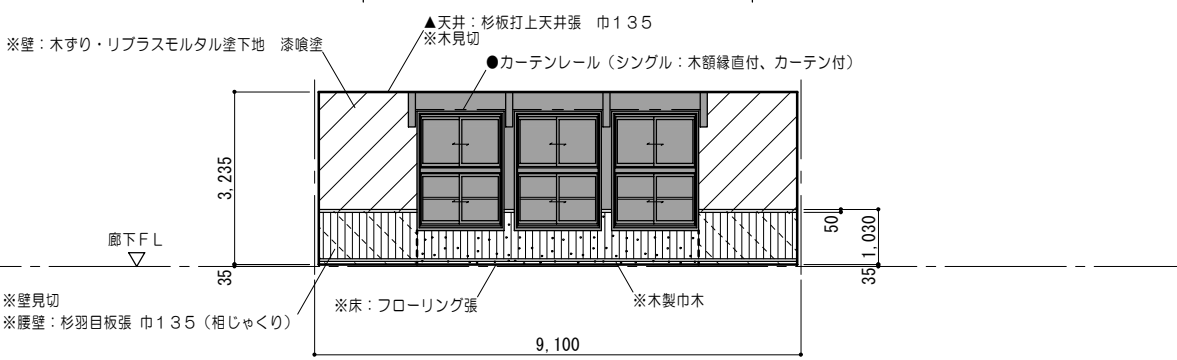 ▲天井：杉板打上天井張　巾１３５
※木見切
※壁：木ずり・リブラスモルタル塗下地　漆喰塗
●カーテンレール（シングル：木額縁直付、カーテン付）
3,235
50
1,030
廊下ＦＬ
35
35
※壁見切
※腰壁：杉羽目板張 巾１３５（相じゃくり）
※床：フローリング張
※木製巾木
9,100